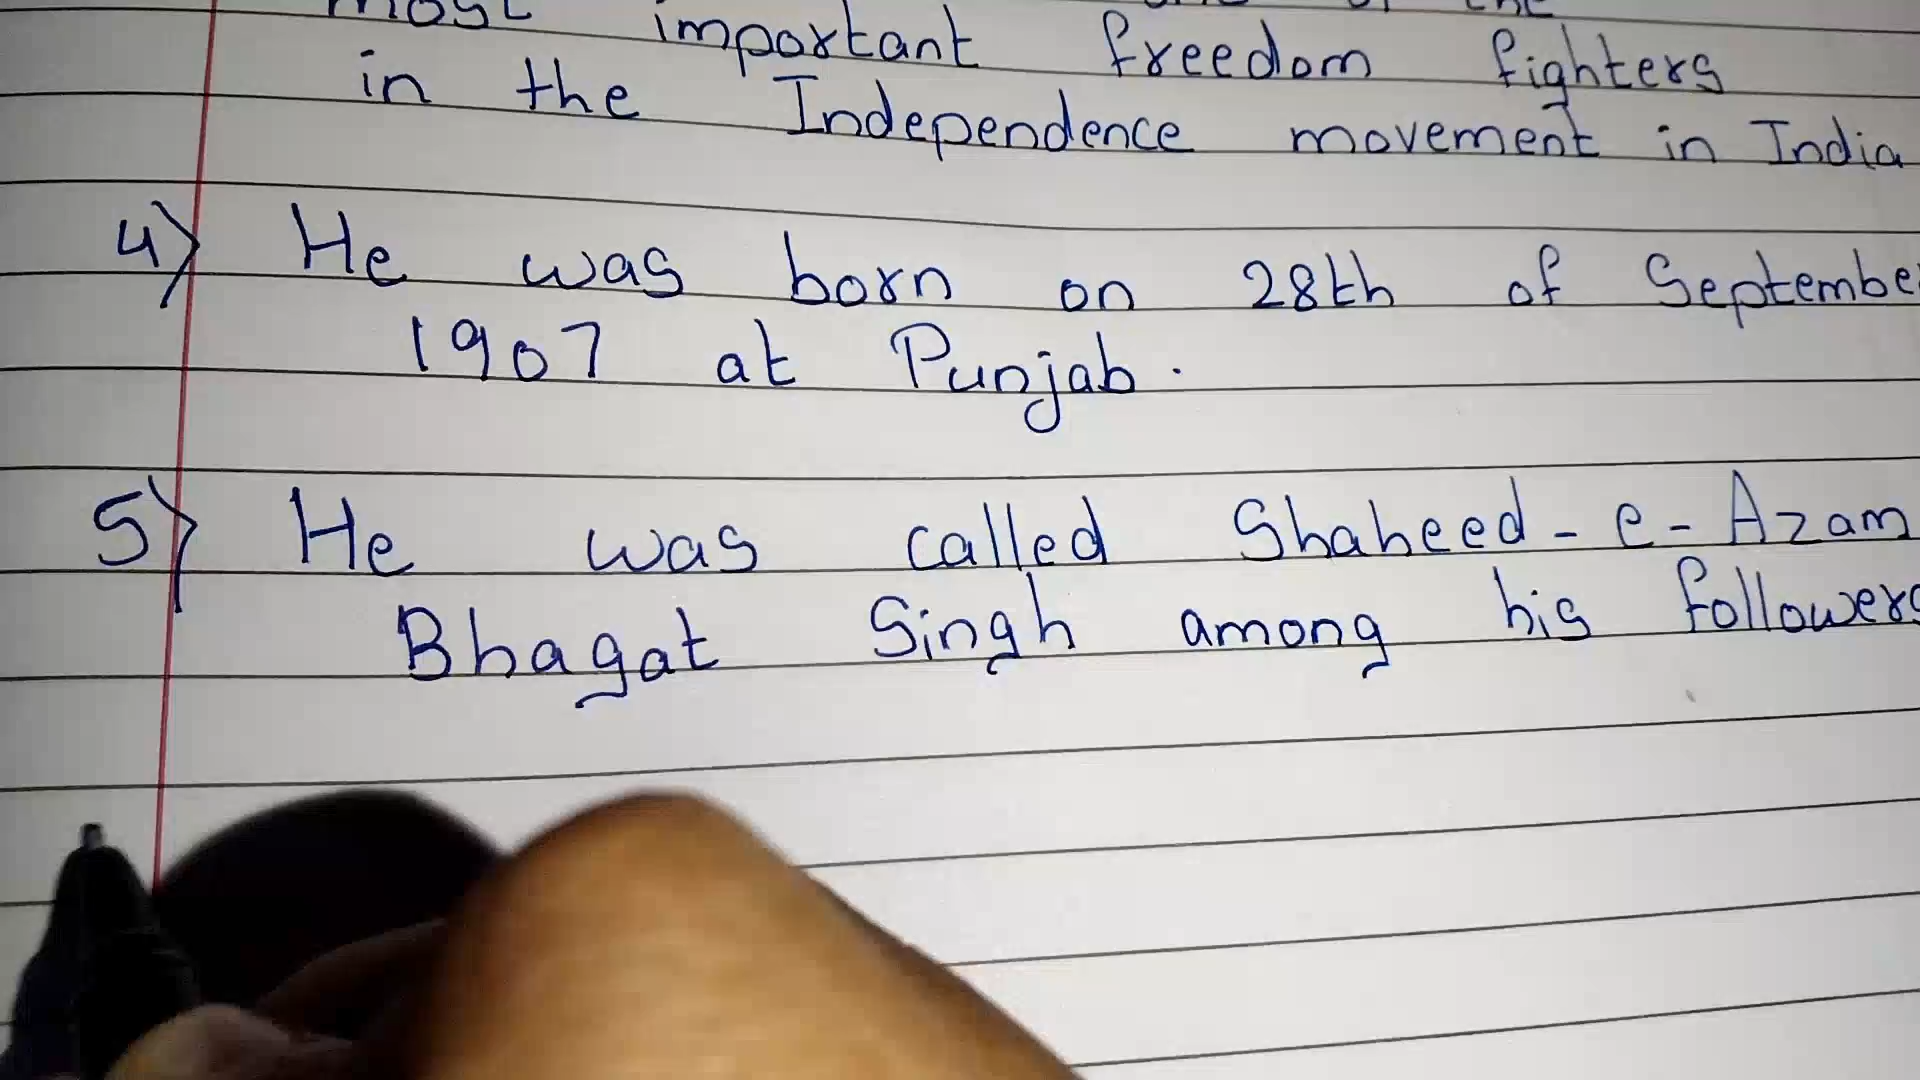 most important freedom fighters
in the Independence movement in India
4) He was born on 28th of Septembe
1907 at Punjab.
5) He was called Shaheed-e-Azam
Bhagat Singh among his followers